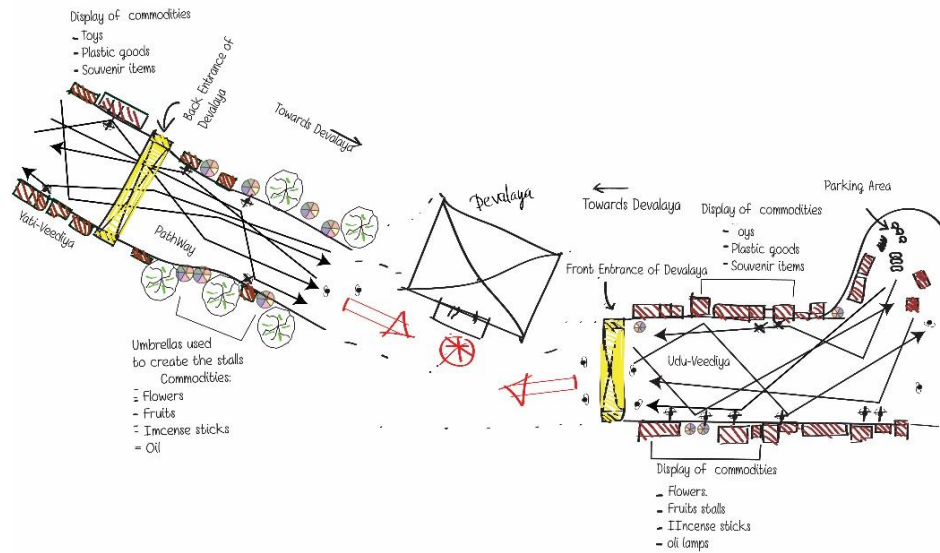 Display of commodities
- Toys
- Plastic goods
- Souvenir items
Back Entrance of
Devalaya
Towards Devalaya
Yati-Veediya
PathWay
Umbrellas used
to create the stalls
Commodities:
- Flowers
- Fruits
- Imcense sticks
= Oil
Devalaya
Towards Devalaya
Parking Area
Display of commodities
- oys
- Plastic goods
- Souvenir items
Front Entrance of Devalaya
Udu-Veediya
Display of commodities
- Flowers.
- Fruits stalls
- IIncense sticks
- oli lamps